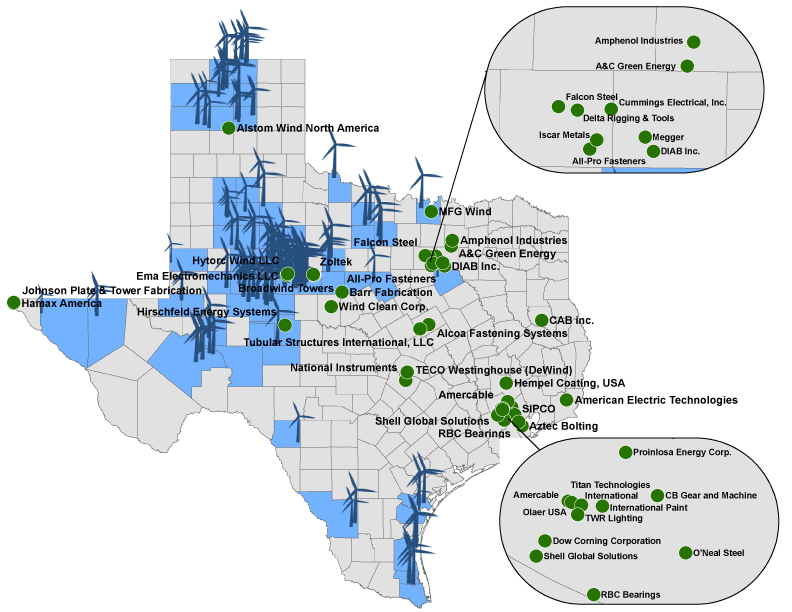 Amphenol Industries
A&C Green Energy
Falcon Steel
Cummings Electrical, Inc.
Delta Rigging & Tools
Iscar Metals
Megger
DIAB Inc.
All-Pro Fasteners
Alstom Wind North America
MFG Wind
Falcon Steel
Amphenol Industries
A&C Green Energy
Hytorc Wind LLC
Zoltek
DIAB Inc.
Ema Electromechanics LLC
All-Pro Fasteners
Johnson Plate & Tower Fabrication
Broadwind Towers
Barr Fabrication
Hamax America
Wind Clean Corp.
Hirschfeld Energy Systems
CAB inc.
Alcoa Fastening Systems
Tubular Structures International, LLC
National Instruments
TECO Westinghouse (DeWind)
Hempel Coating, USA
Amercable
American Electric Technologies
SIPCO
Shell Global Solutions
Aztec Bolting
RBC Bearings
Proinlosa Energy Corp.
Titan Technologies
International
Amercable
CB Gear and Machine
International Paint
Olaer USA
TWR Lighting
Dow Corning Corporation
Shell Global Solutions
O'Neal Steel
RBC Bearings